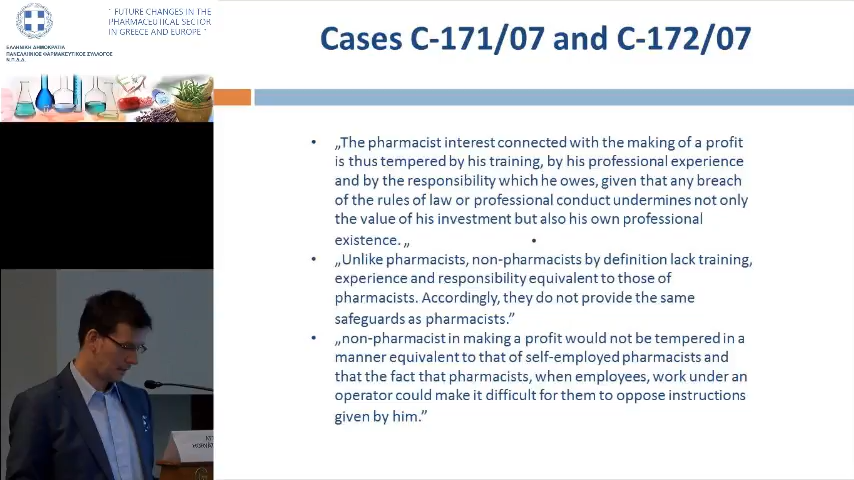 " FUTURE CHANGES IN THE
PHARMACEUTICAL SECTOR
IN GREECE AND EUROPE "
ΕΛΛΗΝΙΚΗ ΔΗΜΟΚΡΑΤΙΑ
ΠΑΝΕΛΛΗΝΙΟΣ ΦΑΡΜΑΚΕΥΤΙΚΟΣ ΣΥΛΛΟΓΟΣ
Ν.Π.Δ.Δ.
Cases C-171/07 and C-172/07
• „The pharmacist interest connected with the making of a profit
is thus tempered by his training, by his professional experience
and by the responsibility which he owes, given that any breach
of the rules of law or professional conduct undermines not only
the value of his investment but also his own professional
existence. „
• „Unlike pharmacists, non-pharmacists by definition lack training,
experience and responsibility equivalent to those of
pharmacists. Accordingly, they do not provide the same
safeguards as pharmacists.”
• „non-pharmacist in making a profit would not be tempered in a
manner equivalent to that of self-employed pharmacists and
that the fact that pharmacists, when employees, work under an
operator could make it difficult for them to oppose instructions
given by him.”